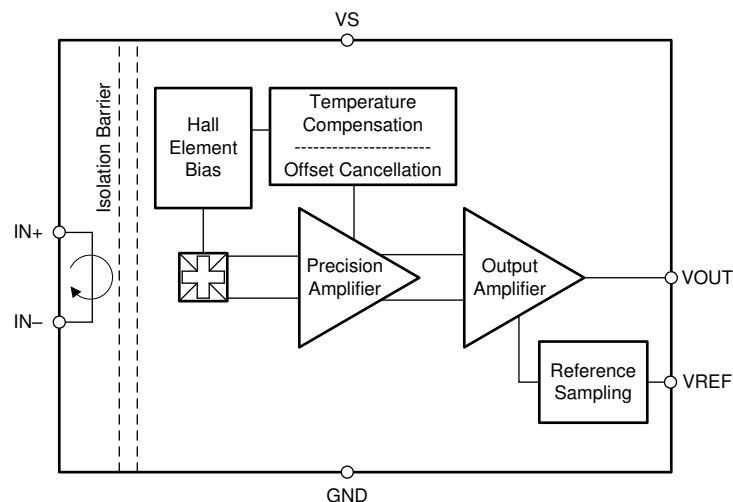 VS
Isolation Barrier
Hall
Element
Bias
Temperature
Compensation
Offset Cancellation
IN+
IN–
Precision
Amplifier
Output
Amplifier
VOUT
Reference
Sampling
VREF
GND